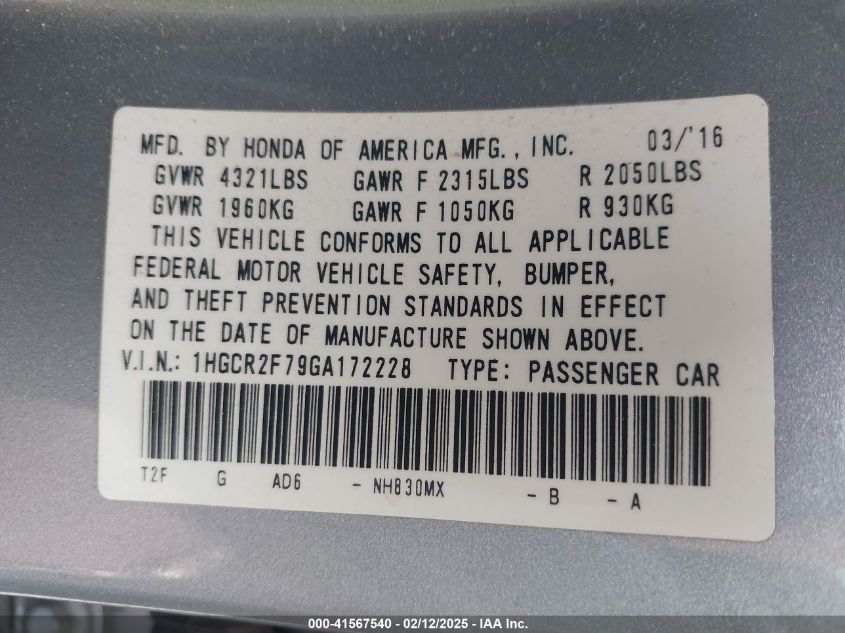 MFD. BY HONDA OF AMERICA MFG., INC. 03/'16
GVWR 4321LBS GAWR F 2315LBS R 2050LBS
GVWR 1960KG GAWR F 1050KG R 930KG
THIS VEHICLE CONFORMS TO ALL APPLICABLE
FEDERAL MOTOR VEHICLE SAFETY, BUMPER,
AND THEFT PREVENTION STANDARDS IN EFFECT
ON THE DATE OF MANUFACTURE SHOWN ABOVE.
V.I.N.: 1HGCR2F79GA172228 TYPE: PASSENGER CAR
T2F G AD6 - NH830MX - B - A
000-41567540 - 02/12/2025 - IAA Inc.